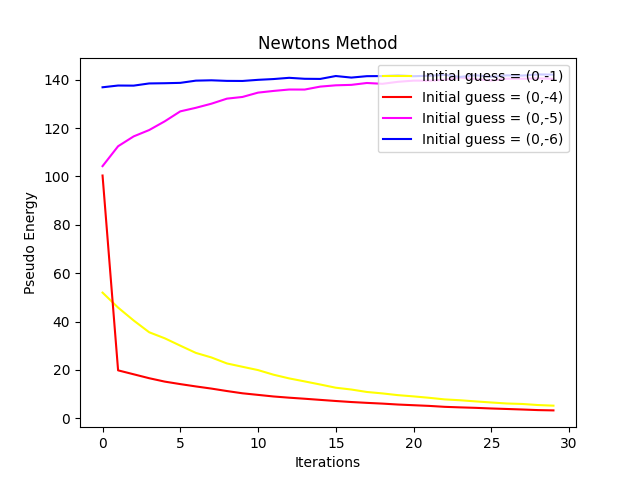 Newtons Method
Initial guess = (0,-1)
Initial guess = (0,-4)
Initial guess = (0,-5)
Initial guess = (0,-6)
Pseudo Energy
140
120
100
80
60
40
20
0
0 5 10 15 20 25 30
Iterations